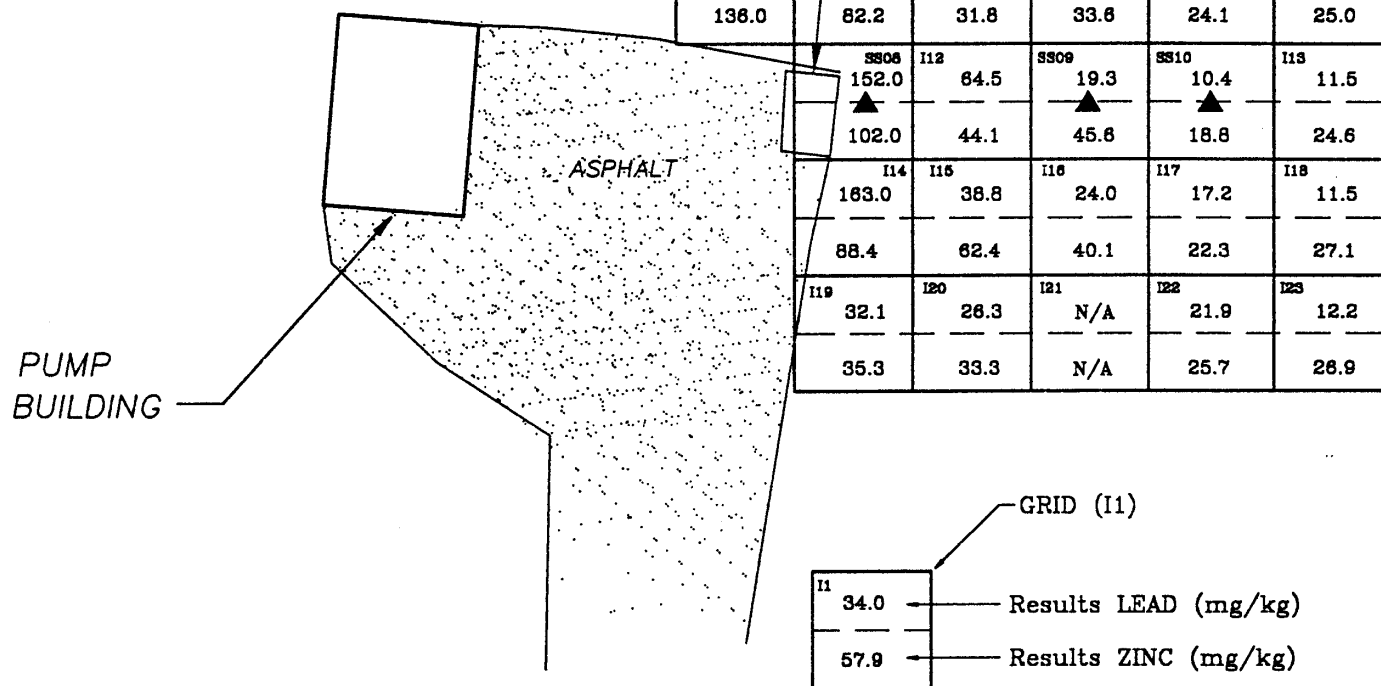 136.0 82.2 31.8 33.6 24.1 25.0
SS08 I12 SS09 SS10 I13
152.0 64.5 19.3 10.4 11.5
102.0 44.1 45.6 18.8 24.6
ASPHALT
I14 I15 I16 I17 I18
163.0 38.8 24.0 17.2 11.5
88.4 62.4 40.1 22.3 27.1
I19 I20 I21 I22 I23
32.1 26.3 N/A 21.9 12.2
35.3 33.3 N/A 25.7 26.9
PUMP
BUILDING
GRID (I1)
I1
34.0 Results LEAD (mg/kg)
57.9 Results ZINC (mg/kg)